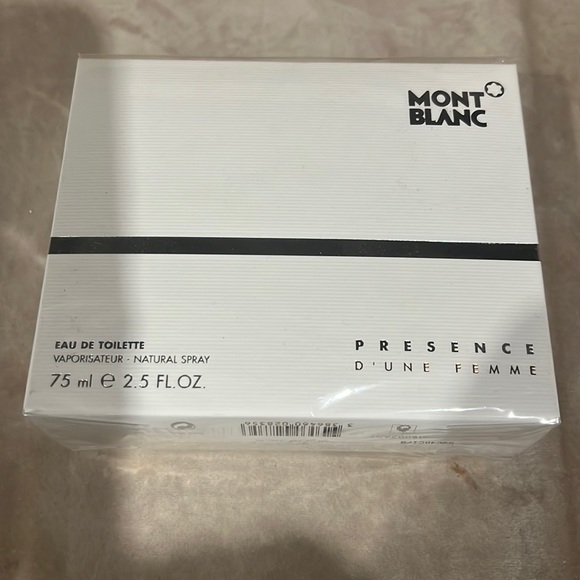 MONT
BLANC
EAU DE TOILETTE
VAPORISATEUR - NATURAL SPRAY
75 ml ℮ 2.5 FL.OZ.
PRESENCE
D'UNE FEMME